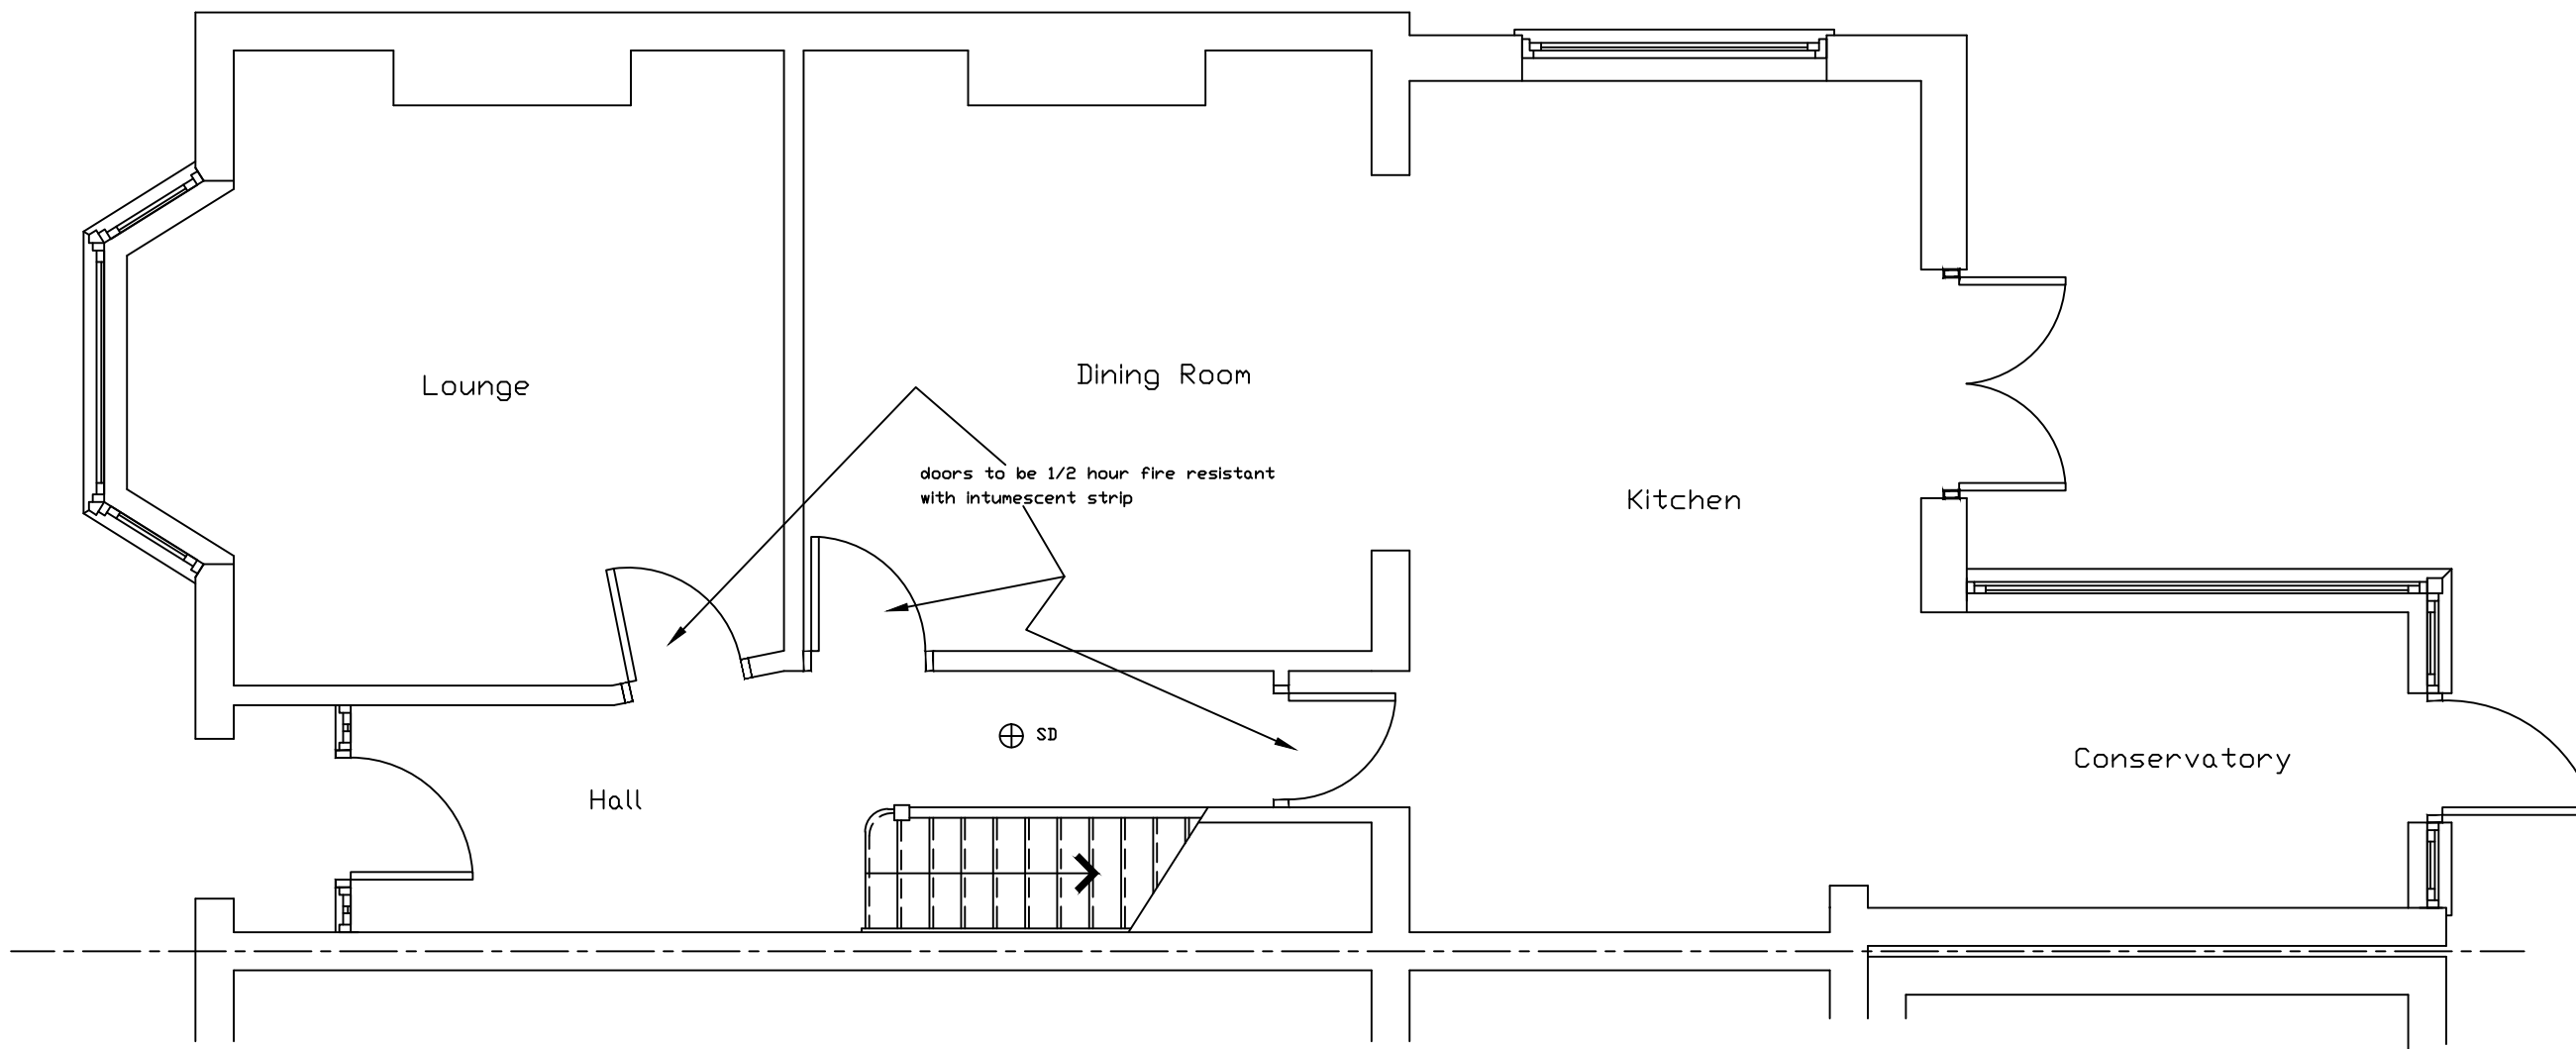 Dining Room
Lounge
doors to be 1/2 hour fire resistant
with intumescent strip
Kitchen
SD
Conservatory
Hall